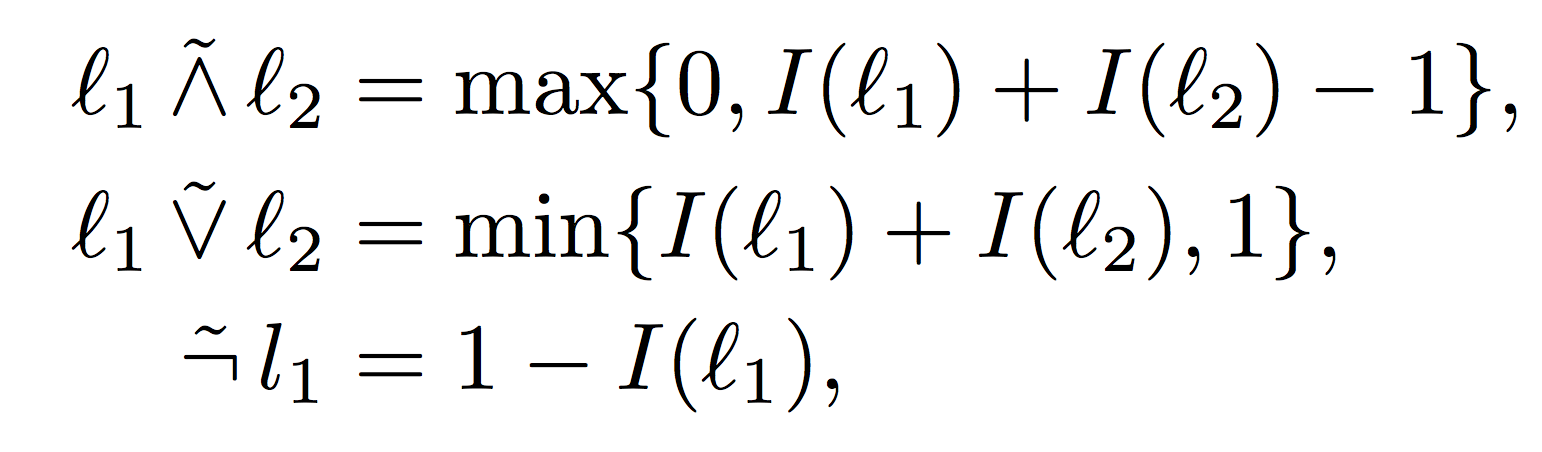 ℓ₁ ∧̃ ℓ₂ = max{0, I(ℓ₁) + I(ℓ₂) − 1},
ℓ₁ ∨̃ ℓ₂ = min{I(ℓ₁) + I(ℓ₂), 1},
¬̃ l₁ = 1 − I(ℓ₁),